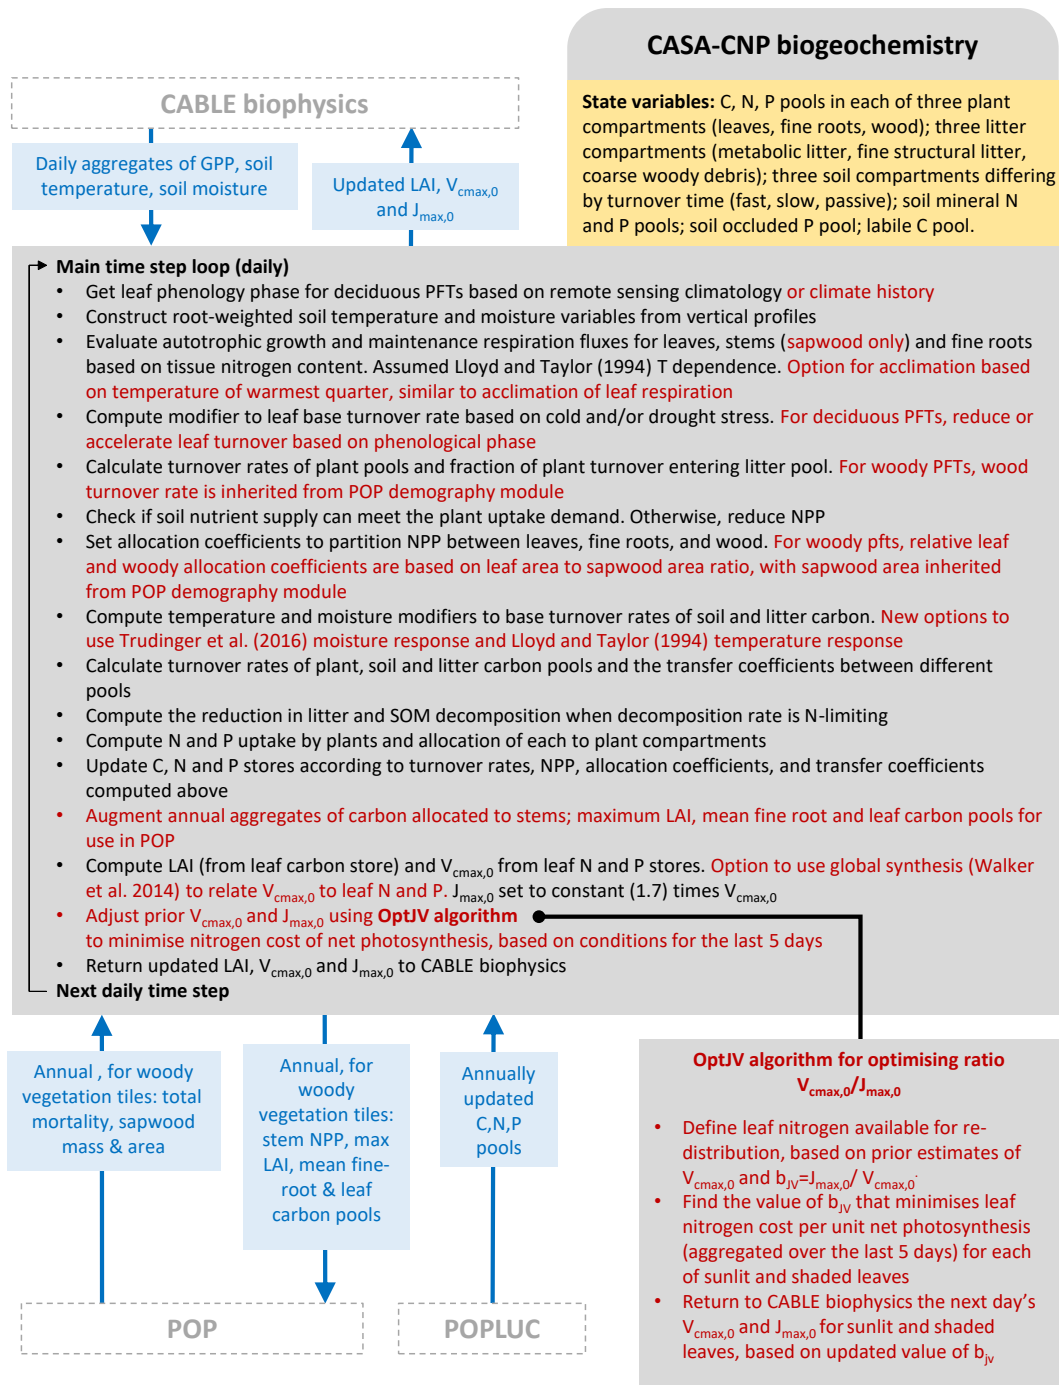 CASA-CNP biogeochemistry
State variables: C, N, P pools in each of three plant
compartments (leaves, fine roots, wood); three litter
compartments (metabolic litter, fine structural litter,
coarse woody debris); three soil compartments differing
by turnover time (fast, slow, passive); soil mineral N
and P pools; soil occluded P pool; labile C pool.
CABLE biophysics
Daily aggregates of GPP, soil
temperature, soil moisture
Updated LAI, Vcmax,0
and Jmax,0
Main time step loop (daily)
• Get leaf phenology phase for deciduous PFTs based on remote sensing climatology or climate history
• Construct root-weighted soil temperature and moisture variables from vertical profiles
• Evaluate autotrophic growth and maintenance respiration fluxes for leaves, stems (sapwood only) and fine roots
based on tissue nitrogen content. Assumed Lloyd and Taylor (1994) T dependence. Option for acclimation based
on temperature of warmest quarter, similar to acclimation of leaf respiration
• Compute modifier to leaf base turnover rate based on cold and/or drought stress. For deciduous PFTs, reduce or
accelerate leaf turnover based on phenological phase
• Calculate turnover rates of plant pools and fraction of plant turnover entering litter pool. For woody PFTs, wood
turnover rate is inherited from POP demography module
• Check if soil nutrient supply can meet the plant uptake demand. Otherwise, reduce NPP
• Set allocation coefficients to partition NPP between leaves, fine roots, and wood. For woody pfts, relative leaf
and woody allocation coefficients are based on leaf area to sapwood area ratio, with sapwood area inherited
from POP demography module
• Compute temperature and moisture modifiers to base turnover rates of soil and litter carbon. New options to
use Trudinger et al. (2016) moisture response and Lloyd and Taylor (1994) temperature response
• Calculate turnover rates of plant, soil and litter carbon pools and the transfer coefficients between different
pools
• Compute the reduction in litter and SOM decomposition when decomposition rate is N-limiting
• Compute N and P uptake by plants and allocation of each to plant compartments
• Update C, N and P stores according to turnover rates, NPP, allocation coefficients, and transfer coefficients
computed above
• Augment annual aggregates of carbon allocated to stems; maximum LAI, mean fine root and leaf carbon pools for
use in POP
• Compute LAI (from leaf carbon store) and Vcmax,0 from leaf N and P stores. Option to use global synthesis (Walker
et al. 2014) to relate Vcmax,0 to leaf N and P. Jmax,0 set to constant (1.7) times Vcmax,0
• Adjust prior Vcmax,0 and Jmax,0 using OptJV algorithm
to minimise nitrogen cost of net photosynthesis, based on conditions for the last 5 days
• Return updated LAI, Vcmax,0 and Jmax,0 to CABLE biophysics
Next daily time step
Annual , for woody
vegetation tiles: total
mortality, sapwood
mass & area
Annual, for
woody
vegetation tiles:
stem NPP, max
LAI, mean fine-
root & leaf
carbon pools
Annually
updated
C,N,P
pools
POP
POPLUC
OptJV algorithm for optimising ratio
Vcmax,0/Jmax,0
• Define leaf nitrogen available for re-
distribution, based on prior estimates of
Vcmax,0 and bJV=Jmax,0/ Vcmax,0.
• Find the value of bJV that minimises leaf
nitrogen cost per unit net photosynthesis
(aggregated over the last 5 days) for each
of sunlit and shaded leaves
• Return to CABLE biophysics the next day's
Vcmax,0 and Jmax,0 for sunlit and shaded
leaves, based on updated value of bjv